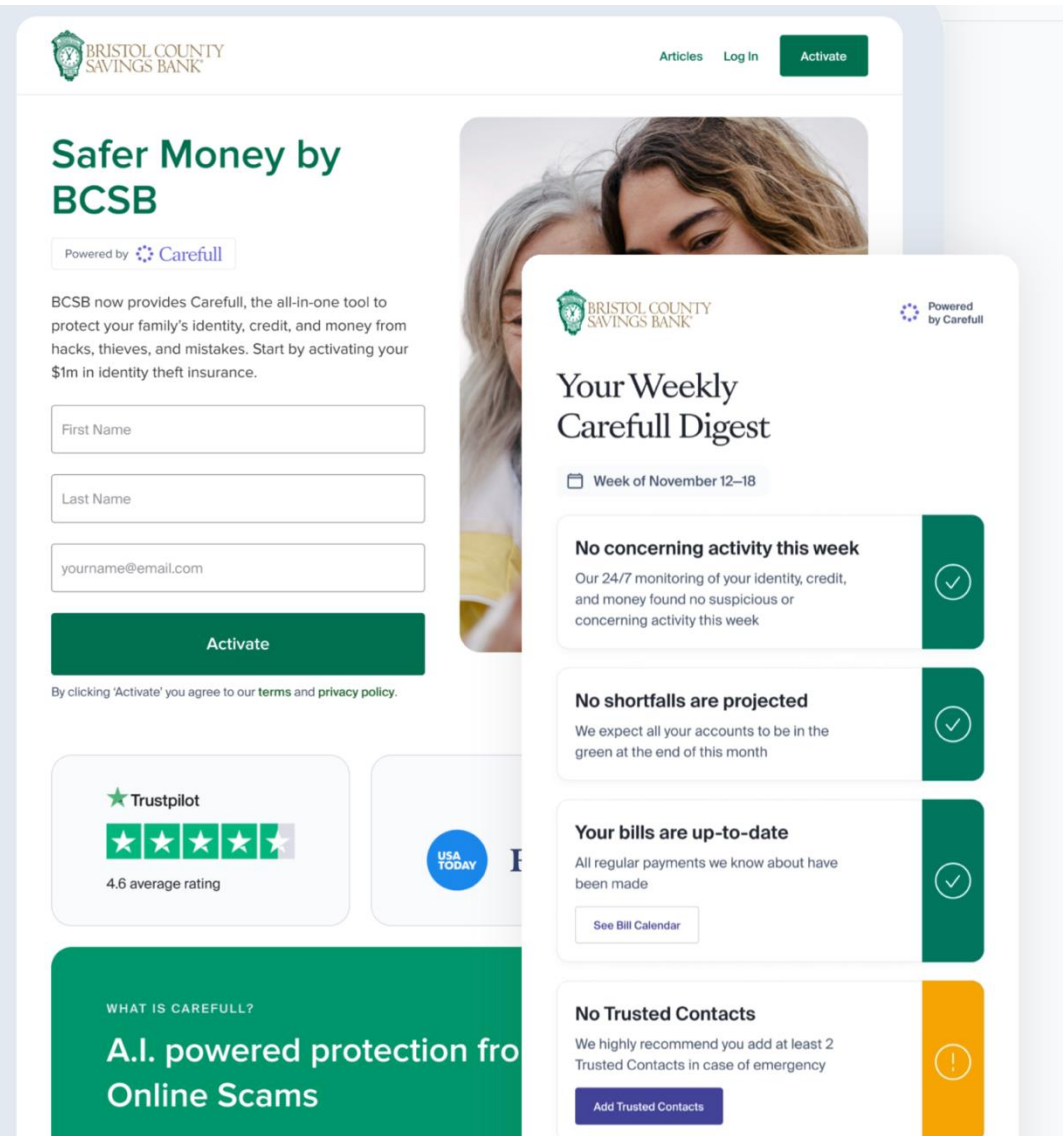 BRISTOL COUNTY
SAVINGS BANK®
Articles Log In Activate
Safer Money by
BCSB
Powered by Carefull
BCSB now provides Carefull, the all-in-one tool to
protect your family's identity, credit, and money from
hacks, thieves, and mistakes. Start by activating your
$1m in identity theft insurance.
First Name
Last Name
yourname@email.com
Activate
By clicking 'Activate' you agree to our terms and privacy policy.
Trustpilot
4.6 average rating
USA
TODAY
WHAT IS CAREFULL?
A.I. powered protection fro
Online Scams
BRISTOL COUNTY
SAVINGS BANK®
Powered
by Carefull
Your Weekly
Carefull Digest
Week of November 12–18
No concerning activity this week
Our 24/7 monitoring of your identity, credit,
and money found no suspicious or
concerning activity this week
No shortfalls are projected
We expect all your accounts to be in the
green at the end of this month
Your bills are up-to-date
All regular payments we know about have
been made
See Bill Calendar
No Trusted Contacts
We highly recommend you add at least 2
Trusted Contacts in case of emergency
Add Trusted Contacts